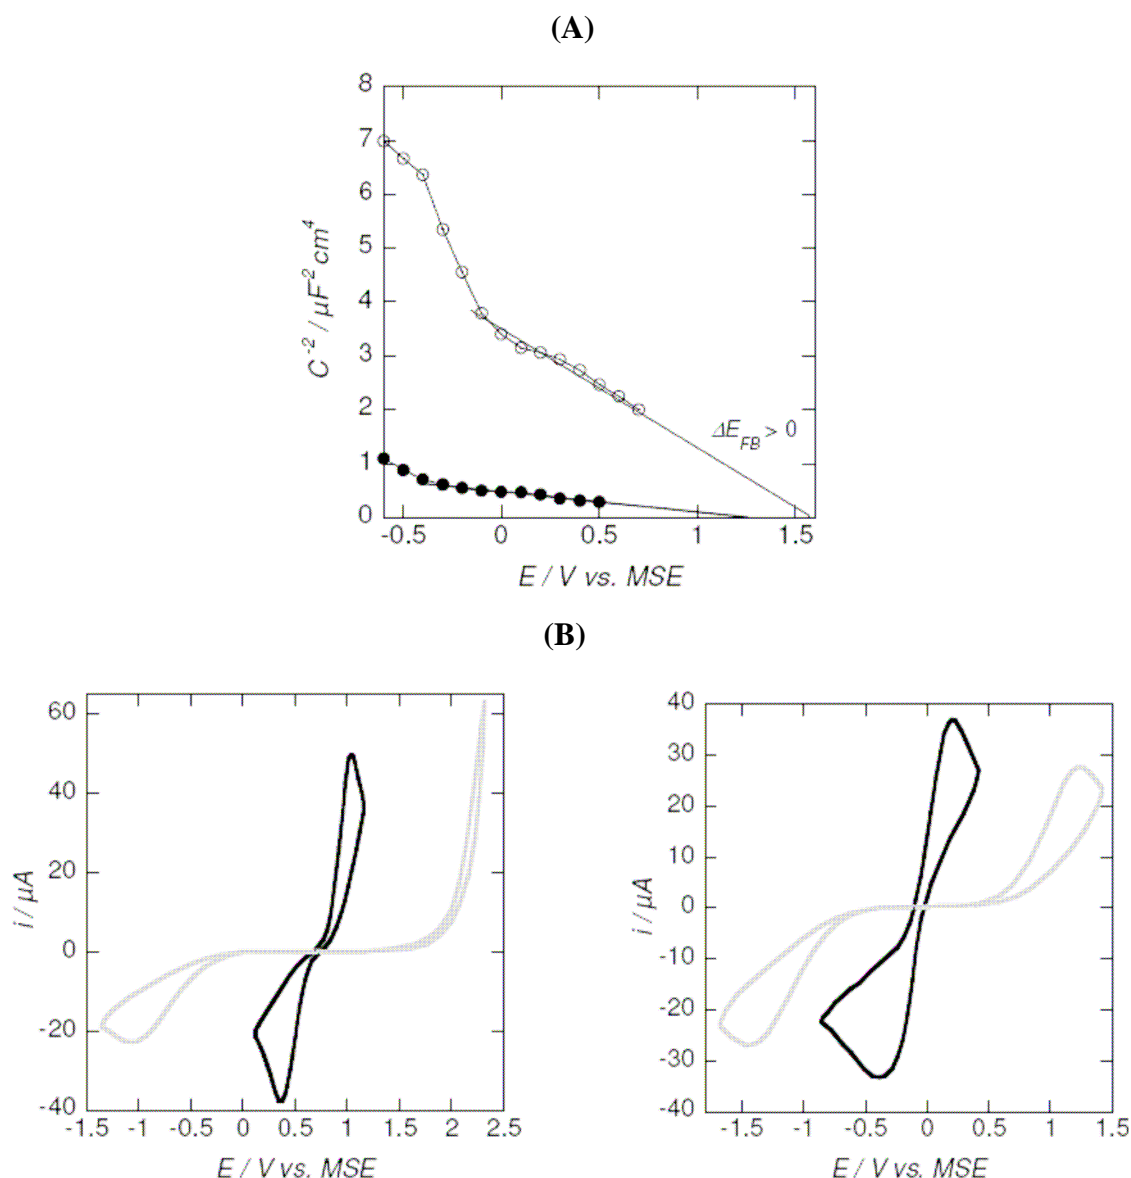 (A)
8
7
6
5
4
3
2
1
0
C⁻² / µF² cm⁴
ΔE_FB > 0
-0.5 0 0.5 1 1.5
E / V vs. MSE
(B)
60
40
20
0
-20
-40
i / µA
-1.5 -1 -0.5 0 0.5 1 1.5 2 2.5
E / V vs. MSE
40
30
20
10
0
-10
-20
-30
-40
i / µA
-1.5 -1 -0.5 0 0.5 1 1.5
E / V vs. MSE